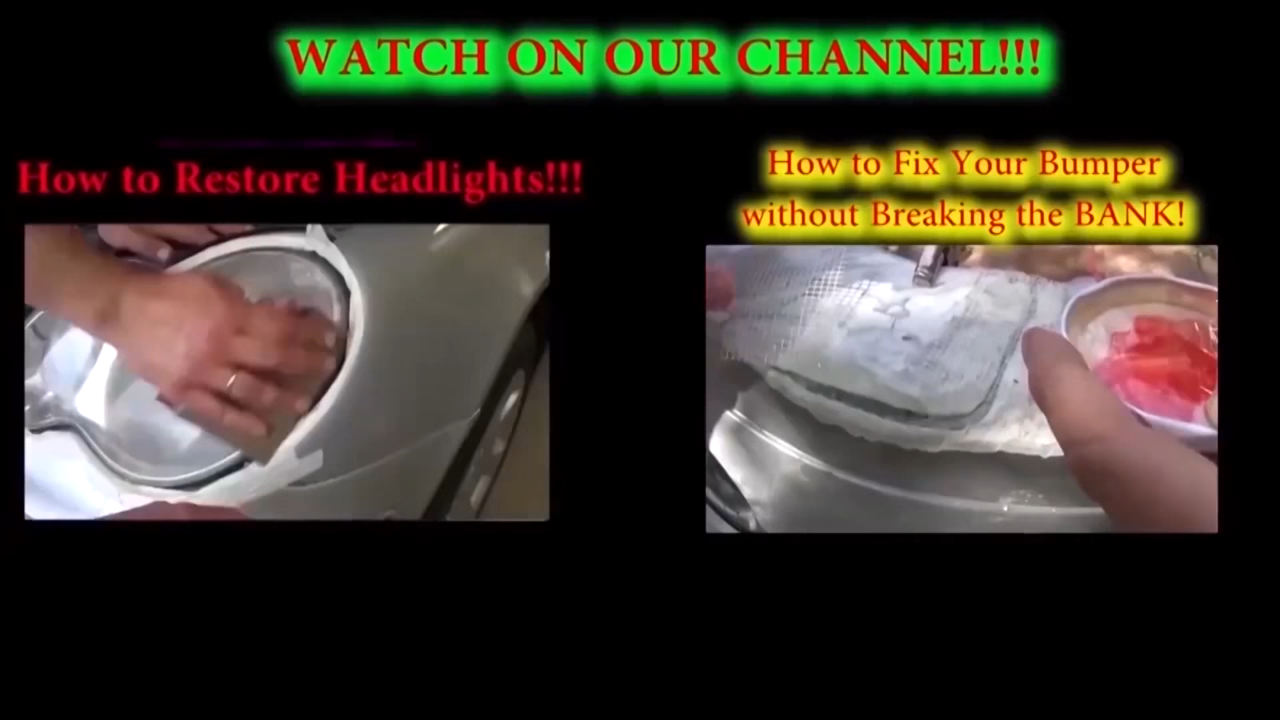 WATCH ON OUR CHANNEL!!!
How to Restore Headlights!!!
How to Fix Your Bumper
without Breaking the BANK!